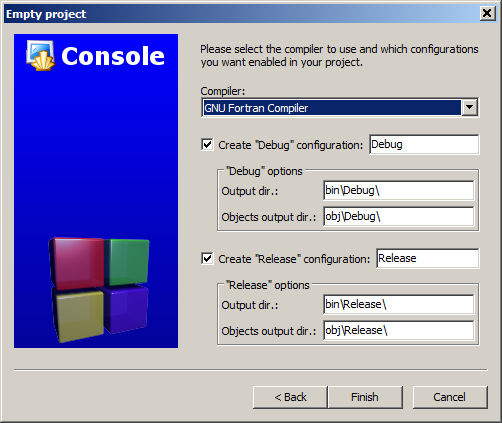 Empty project
Console
Please select the compiler to use and which configurations
you want enabled in your project.
Compiler:
GNU Fortran Compiler
Create "Debug" configuration: Debug
"Debug" options
Output dir.: bin\Debug\
Objects output dir.: obj\Debug\
Create "Release" configuration: Release
"Release" options
Output dir.: bin\Release\
Objects output dir.: obj\Release\
< Back Finish Cancel